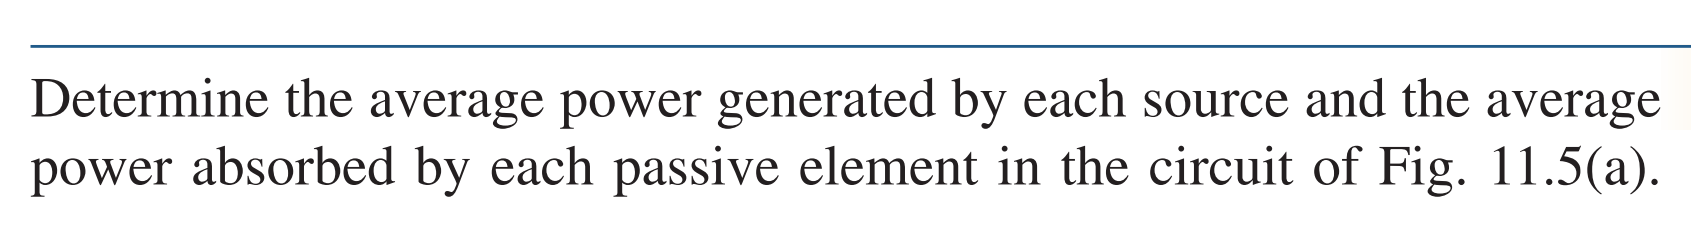 Determine the average power generated by each source and the average
power absorbed by each passive element in the circuit of Fig. 11.5(a).